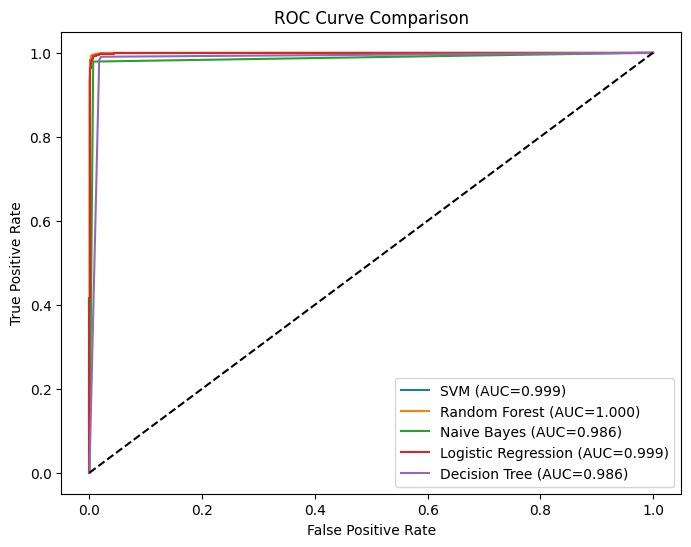 ROC Curve Comparison
True Positive Rate
1.0
0.8
0.6
0.4
0.2
0.0
SVM (AUC=0.999)
Random Forest (AUC=1.000)
Naive Bayes (AUC=0.986)
Logistic Regression (AUC=0.999)
Decision Tree (AUC=0.986)
0.0 0.2 0.4 0.6 0.8 1.0
False Positive Rate